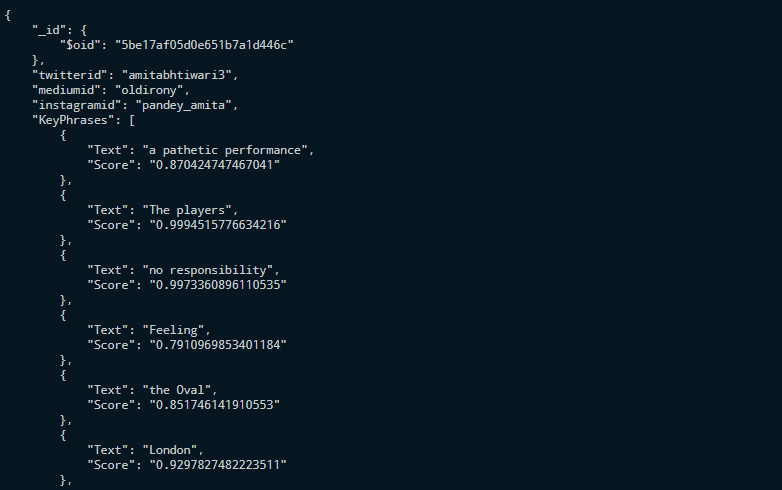 {
    "_id": {
        "$oid": "5be17af05d0e651b7a1d446c"
    },
    "twitterid": "amitabhtiwari3",
    "mediumid": "oldirony",
    "instagramid": "pandey_amita",
    "KeyPhrases": [
        {
            "Text": "a pathetic performance",
            "Score": "0.870424747467041"
        },
        {
            "Text": "The players",
            "Score": "0.9994515776634216"
        },
        {
            "Text": "no responsibility",
            "Score": "0.9973360896110535"
        },
        {
            "Text": "Feeling",
            "Score": "0.7910969853401184"
        },
        {
            "Text": "the Oval",
            "Score": "0.851746141910553"
        },
        {
            "Text": "London",
            "Score": "0.9297827482223511"
        },